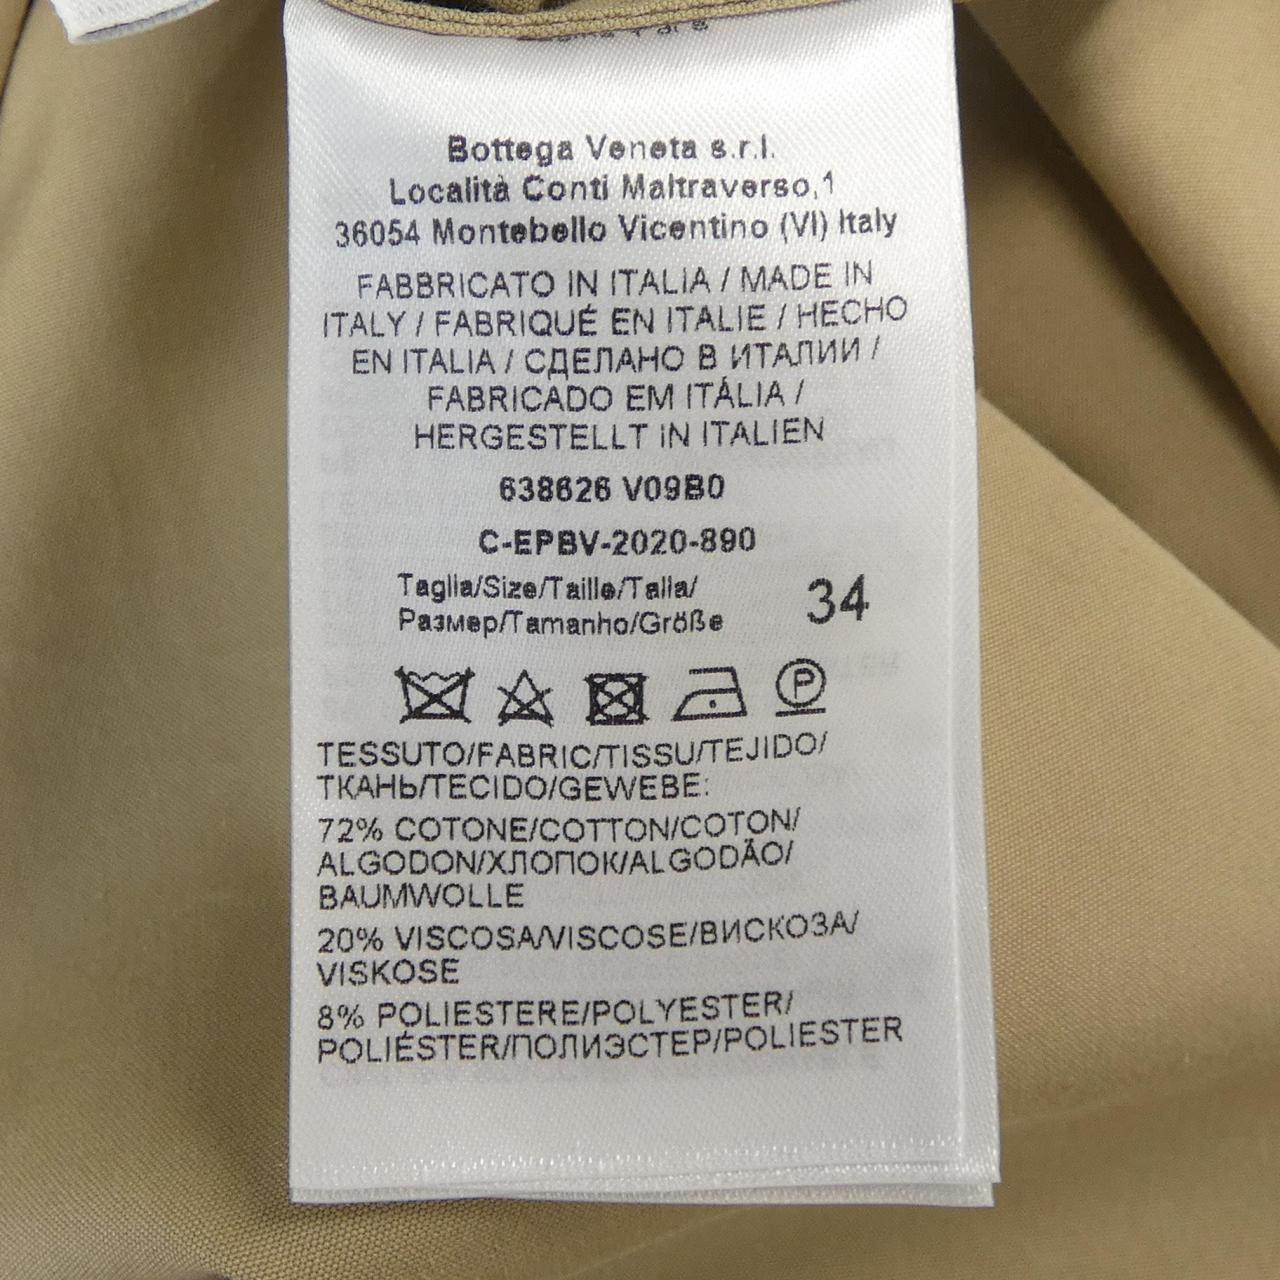 Bottega Veneta s.r.l.
Località Conti Maltraverso,1
36054 Montebello Vicentino (VI) Italy
FABBRICATO IN ITALIA / MADE IN
ITALY / FABRIQUÉ EN ITALIE / HECHO
EN ITALIA / СДЕЛАНО В ИТАЛИИ /
FABRICADO EM ITÁLIA /
HERGESTELLT IN ITALIEN
638626 V09B0
C-EPBV-2020-890
Taglia/Size/Taille/Talla/
Размер/Tamanho/Größe
34
P
TESSUTO/FABRIC/TISSU/TEJIDO/
ТКАНЬ/TECIDO/GEWEBE:
72% COTONE/COTTON/COTON/
ALGODON/ХЛОПОК/ALGODÃO/
BAUMWOLLE
20% VISCOSA/VISCOSE/ВИСКОЗА/
VISKOSE
8% POLIESTERE/POLYESTER/
POLIÉSTER/ПОЛИЭСТЕР/POLIESTER